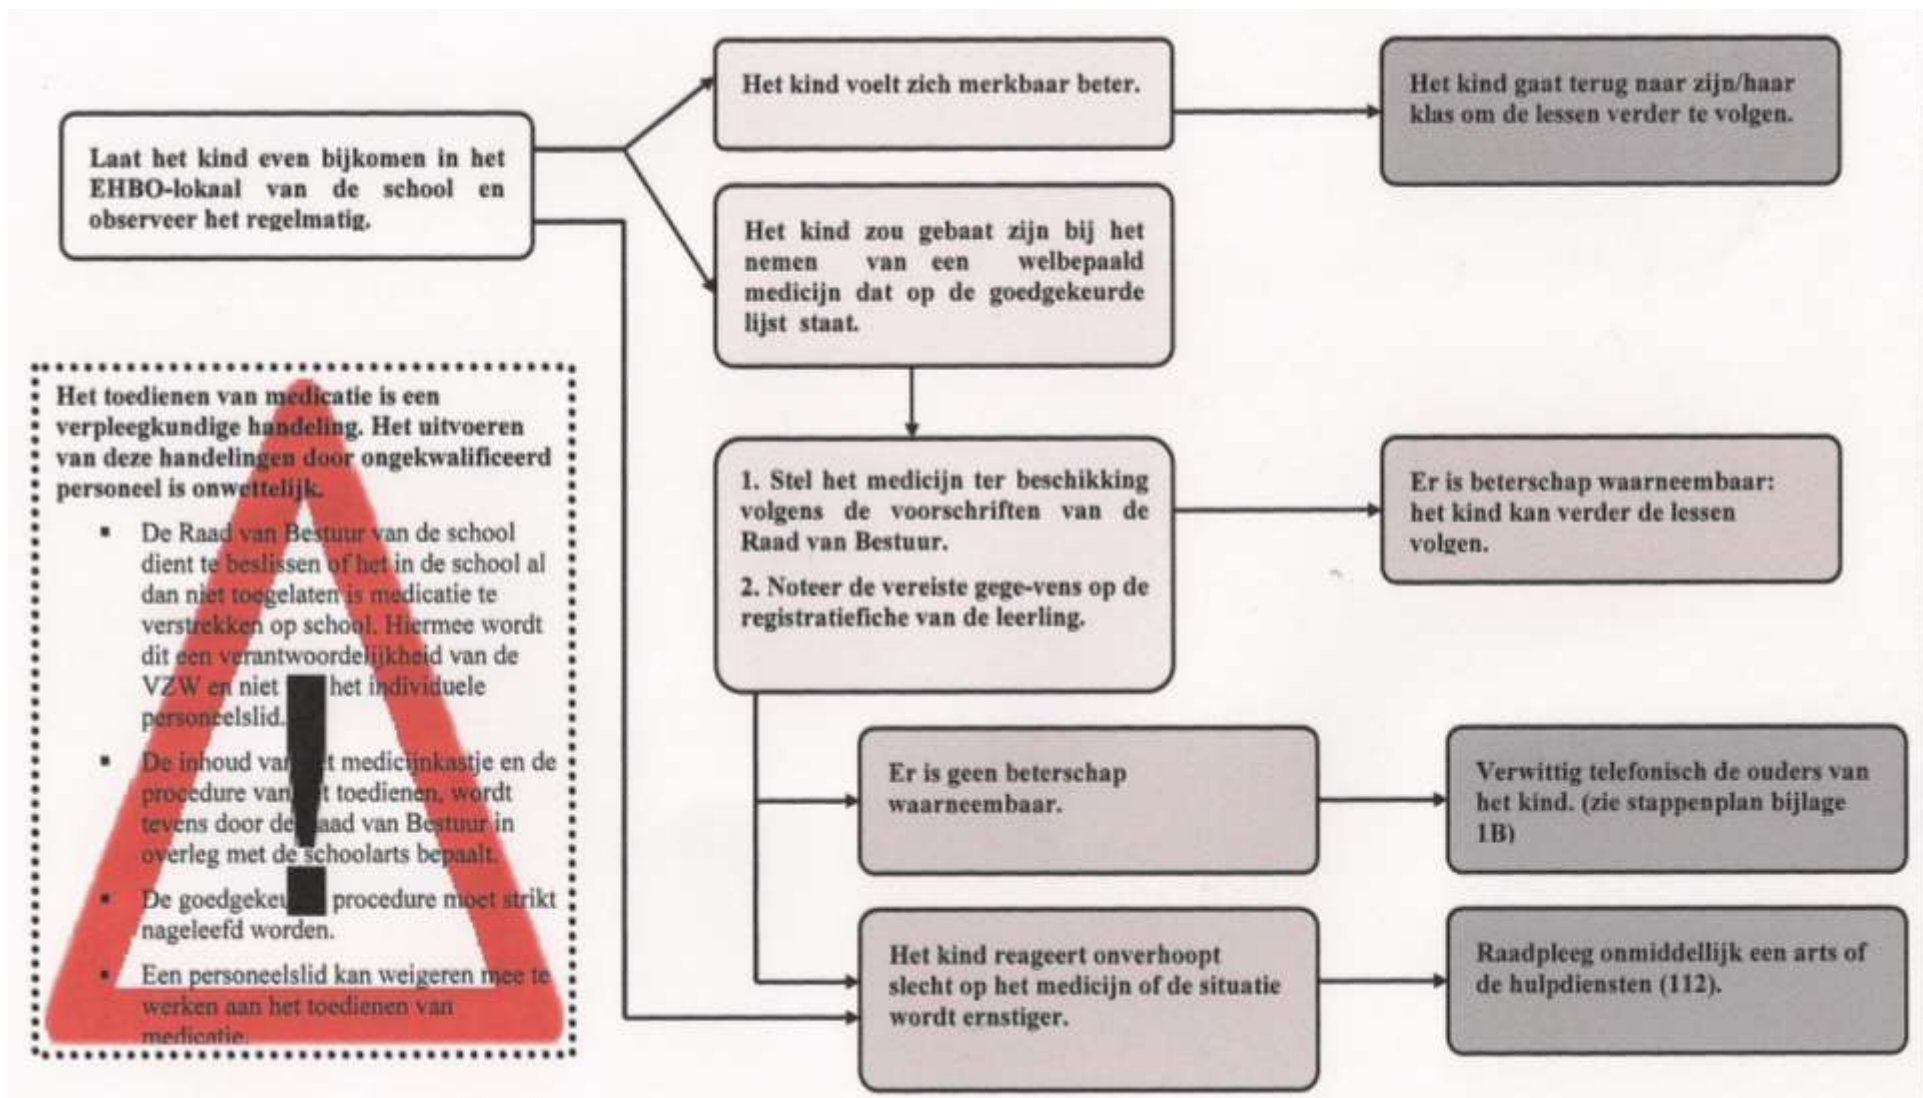 Laat het kind even bijkomen in het
EHBO-lokaal van de school en
observeer het regelmatig.
Het kind voelt zich merkbaar beter.
Het kind gaat terug naar zijn/haar
klas om de lessen verder te volgen.
Het kind zou gebaat zijn bij het
nemen van een welbepaald
medicijn dat op de goedgekeurde
lijst staat.
Het toedienen van medicatie is een
verpleegkundige handeling. Het uitvoeren
van deze handelingen door ongekwalificeerd
personeel is onwettelijk.
▪ De Raad van Bestuur van de school
dient te beslissen of het in de school al
dan niet toegelaten is medicatie te
verstrekken op school. Hiermee wordt
dit een verantwoordelijkheid van de
VZW en niet het individuele
personeelslid.
▪ De inhoud van het medicijnkastje en de
procedure van het toedienen, wordt
tevens door de Raad van Bestuur in
overleg met de schoolarts bepaalt.
▪ De goedgekeurde procedure moet strikt
nageleefd worden.
▪ Een personeelslid kan weigeren mee te
werken aan het toedienen van
medicatie.
1. Stel het medicijn ter beschikking
volgens de voorschriften van de
Raad van Bestuur.
2. Noteer de vereiste gege-vens op de
registratiefiche van de leerling.
Er is beterschap waarneembaar:
het kind kan verder de lessen
volgen.
Er is geen beterschap
waarneembaar.
Verwittig telefonisch de ouders van
het kind. (zie stappenplan bijlage
1B)
Het kind reageert onverhoopt
slecht op het medicijn of de situatie
wordt ernstiger.
Raadpleeg onmiddellijk een arts of
de hulpdiensten (112).